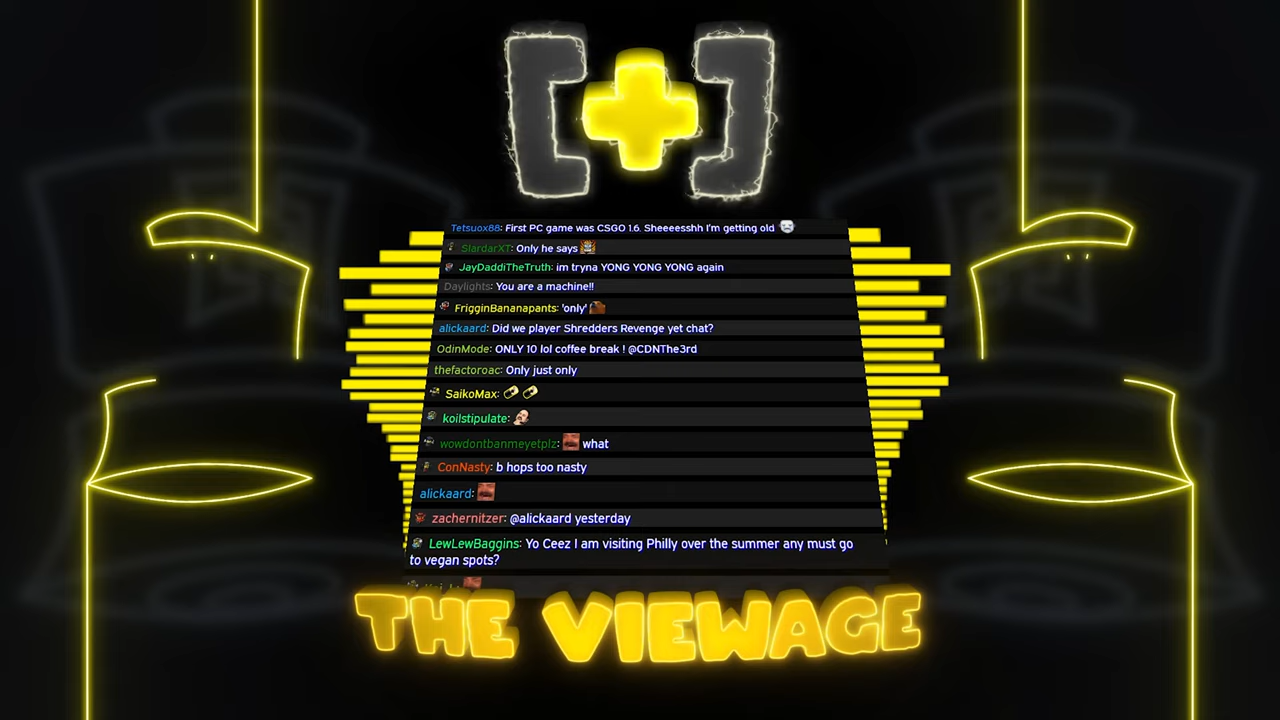 Tetsuox88: First PC game was CSGO 1.6. Sheeeesshh I'm getting old
SlardarXT: Only he says
JayDaddiTheTruth: im tryna YONG YONG YONG again
Daylights: You are a machine!!
FrigginBananapants: 'only'
alickaard: Did we player Shredders Revenge yet chat?
OdinMode: ONLY 10 lol coffee break ! @CDNThe3rd
thefactoroac: Only just only
SaikoMax:
koilstipulate:
wowdontbanmeyetplz: what
ConNasty: b hops too nasty
alickaard:
zachernitzer: @alickaard yesterday
LewLewBaggins: Yo Ceez I am visiting Philly over the summer any must go
to vegan spots?
THE VIEWAGE